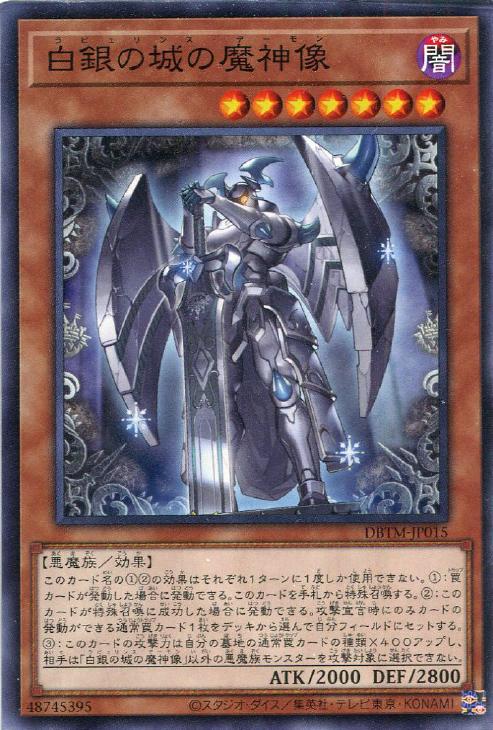 ラビュリンス　アーモン
白銀の城の魔神像
やみ
闇
DBTM-JP015
【悪魔族／効果】
このカード名の①②の効果はそれぞれ1ターンに1度しか使用できない。①：罠
カードが発動した場合に発動できる。このカードを手札から特殊召喚する。②：この
カードが特殊召喚に成功した場合に発動できる。攻撃宣言時にのみカードの
発動ができる通常罠カード1枚をデッキから選んで自分フィールドにセットする。
③：このカードの攻撃力は自分の墓地の通常罠カードの種類×400アップし、
相手は「白銀の城の魔神像」以外の悪魔族モンスターを攻撃対象に選択できない。
ATK/2000 DEF/2800
48745395 ©スタジオ・ダイス／集英社・テレビ東京・KONAMI